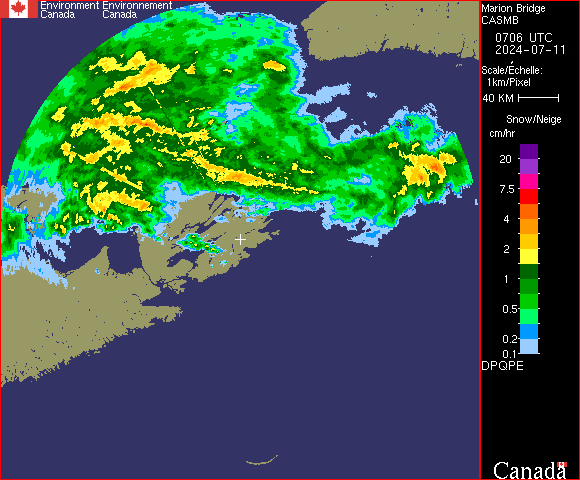 Environment Environnement
Canada Canada
Marion Bridge
CASMB
0706 UTC
2024-07-11
Scale/Échelle:
1km/Pixel
40 KM
Snow/Neige
cm/hr
20
7.5
4
2
1
0.5
0.2
0.1
DPQPE
Canada